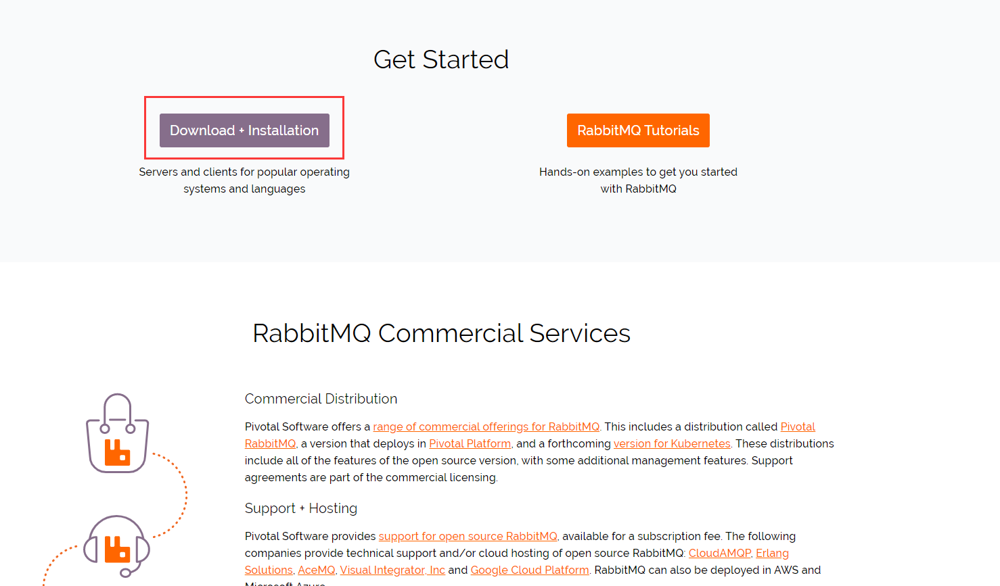 Get Started
Download + Installation
RabbitMQ Tutorials
Servers and clients for popular operating
systems and languages
Hands-on examples to get you started
with RabbitMQ
RabbitMQ Commercial Services
Commercial Distribution
Pivotal Software offers a range of commercial offerings for RabbitMQ. This includes a distribution called Pivotal
RabbitMQ, a version that deploys in Pivotal Platform, and a forthcoming version for Kubernetes. These distributions
include all of the features of the open source version, with some additional management features. Support
agreements are part of the commercial licensing.
Support + Hosting
Pivotal Software provides support for open source RabbitMQ, available for a subscription fee. The following
companies provide technical support and/or cloud hosting of open source RabbitMQ: CloudAMQP, Erlang
Solutions, AceMQ, Visual Integrator, Inc and Google Cloud Platform. RabbitMQ can also be deployed in AWS and
Microsoft Azure.